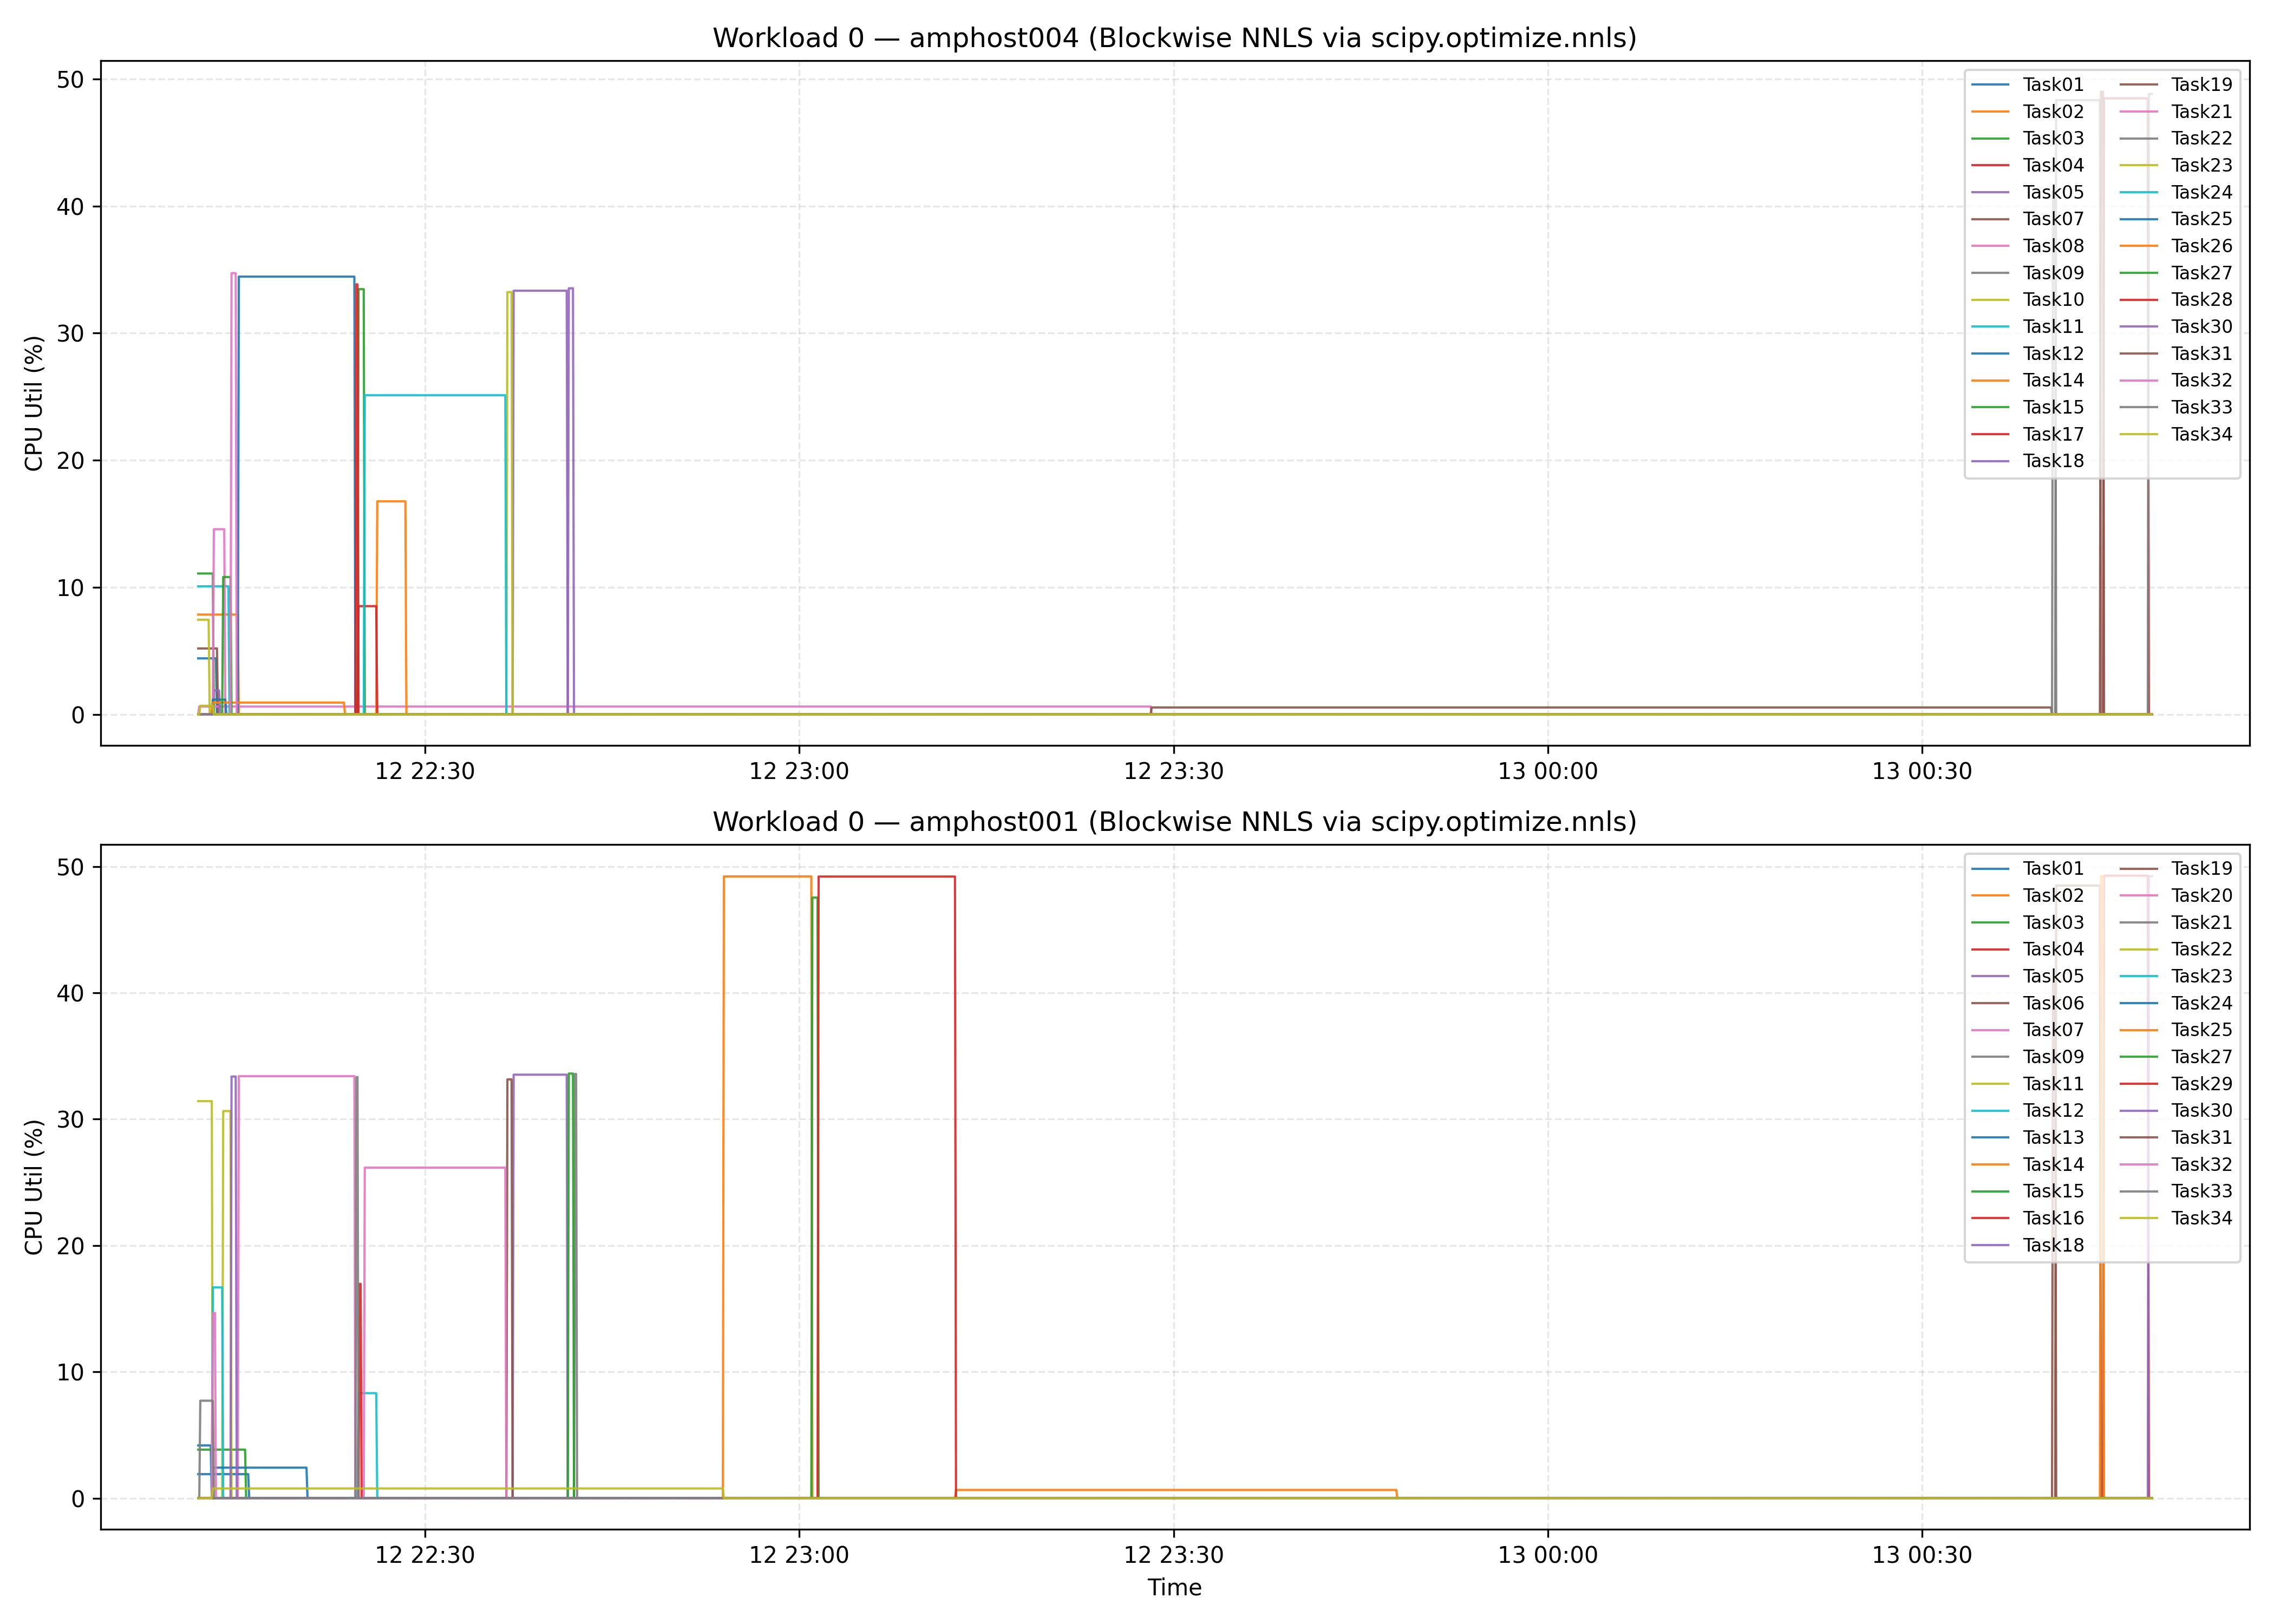 Workload 0 — amphost004 (Blockwise NNLS via scipy.optimize.nnls)
CPU Util (%)
50
40
30
20
10
0
Task01
Task02
Task03
Task04
Task05
Task07
Task08
Task09
Task10
Task11
Task12
Task14
Task15
Task17
Task18
Task19
Task21
Task22
Task23
Task24
Task25
Task26
Task27
Task28
Task30
Task31
Task32
Task33
Task34
12 22:30
12 23:00
12 23:30
13 00:00
13 00:30
Workload 0 — amphost001 (Blockwise NNLS via scipy.optimize.nnls)
CPU Util (%)
50
40
30
20
10
0
Task01
Task02
Task03
Task04
Task05
Task06
Task07
Task09
Task11
Task12
Task13
Task14
Task15
Task16
Task18
Task19
Task20
Task21
Task22
Task23
Task24
Task25
Task27
Task29
Task30
Task31
Task32
Task33
Task34
12 22:30
12 23:00
12 23:30
13 00:00
13 00:30
Time